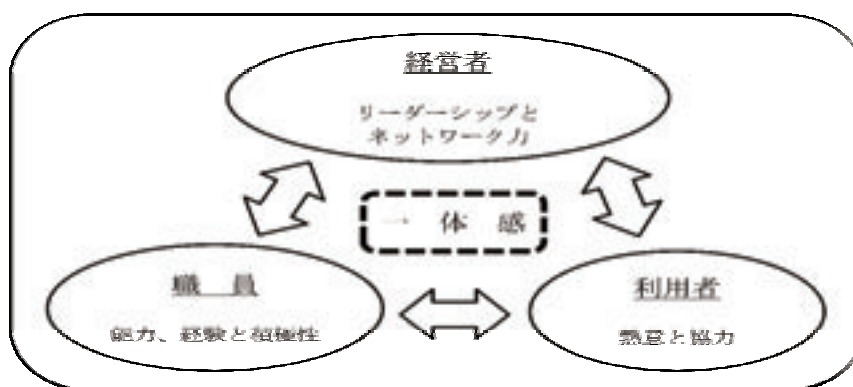 経営者
リーダーシップと
ネットワーク力
一 体 感
職 員
能力、経験と積極性
利用者
熱意と協力